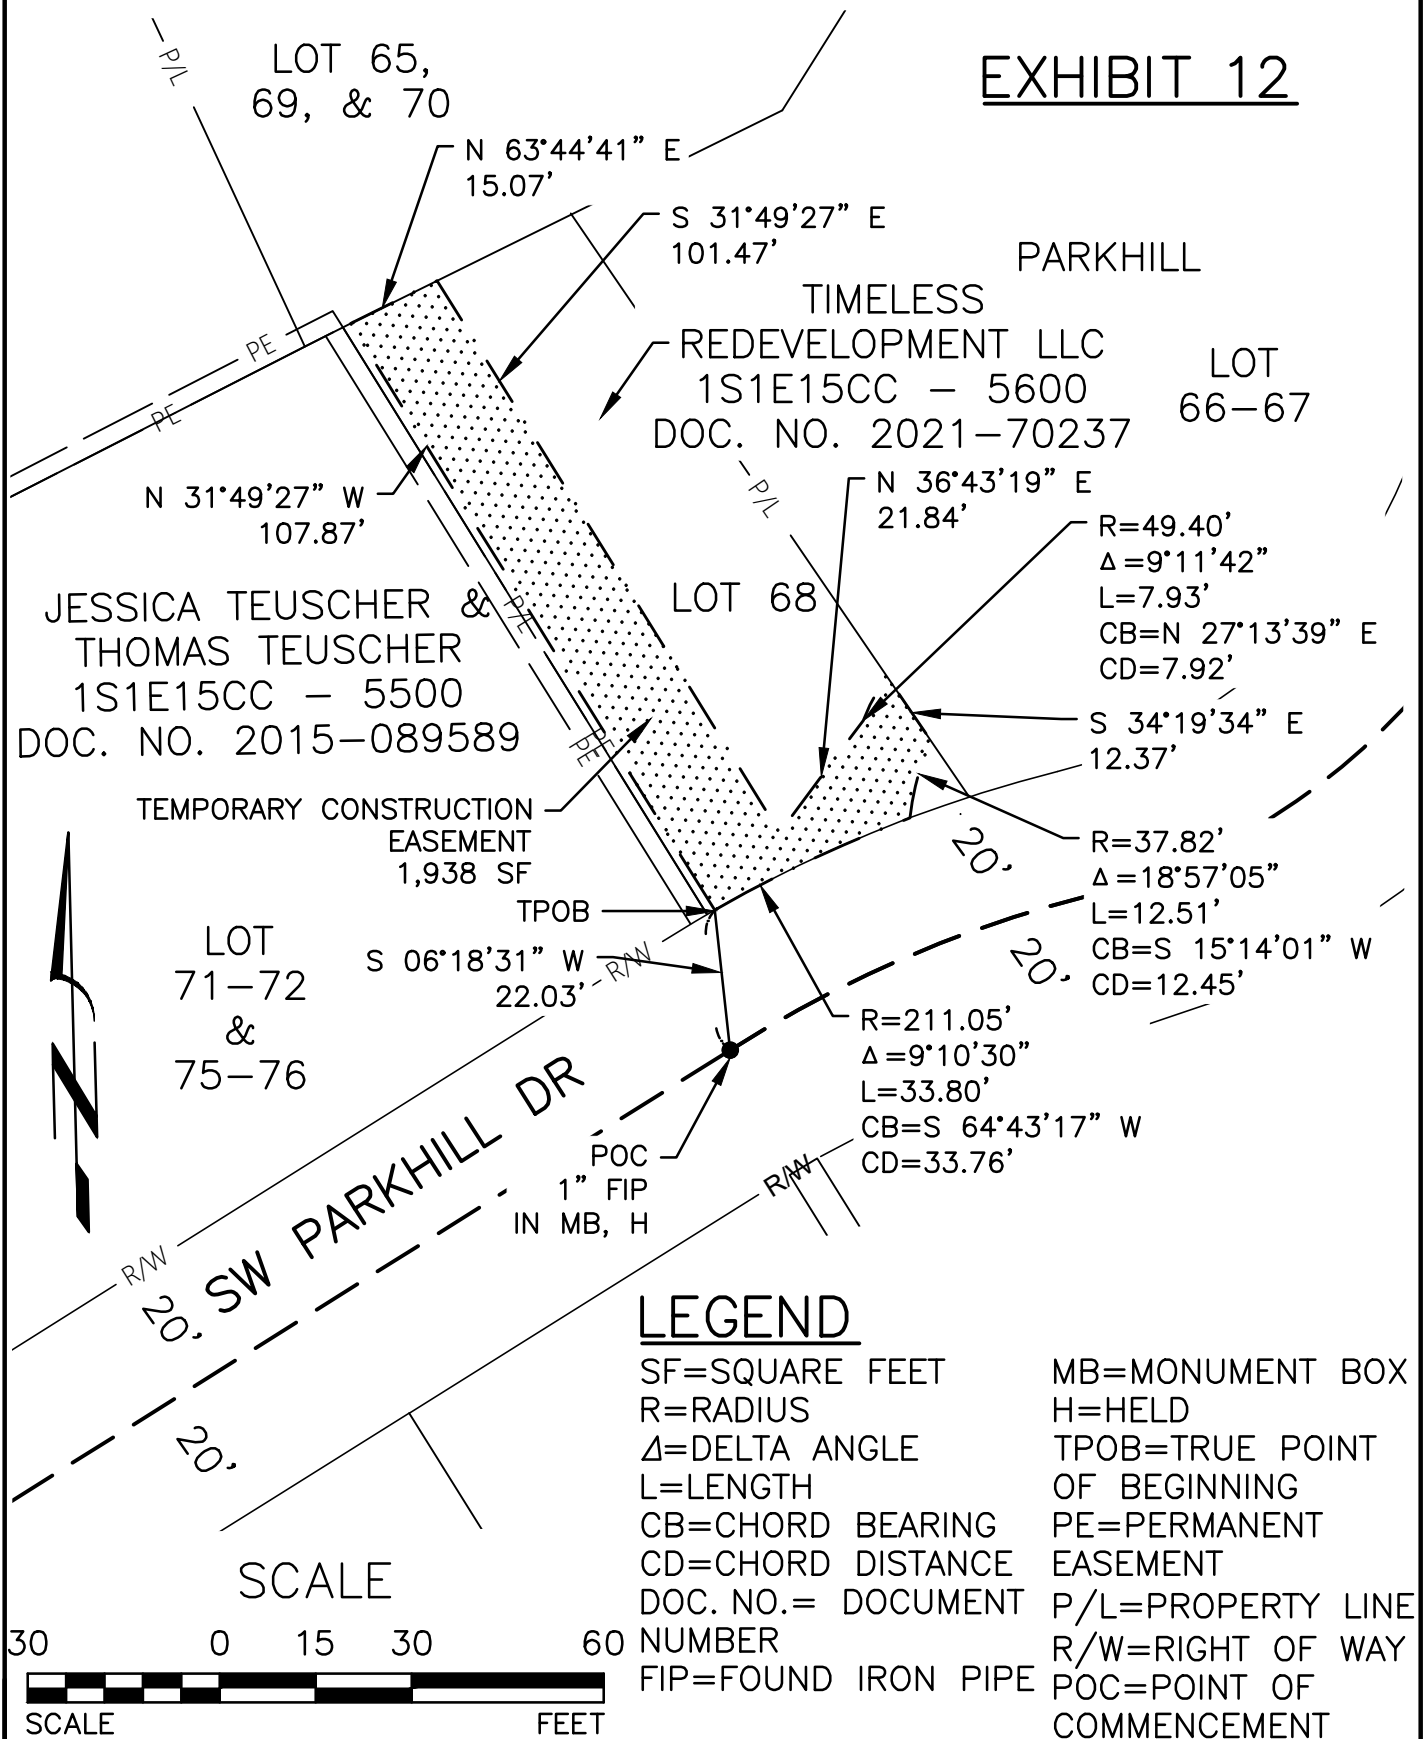 EXHIBIT 12
P/L
LOT 65,
69, & 70
N 63°44'41" E
15.07'
S 31°49'27" E
101.47'
PARKHILL
TIMELESS
REDEVELOPMENT LLC
1S1E15CC - 5600
DOC. NO. 2021-70237
LOT
66-67
PE
PE
N 31°49'27" W
107.87'
P/L
N 36°43'19" E
21.84'
R=49.40'
Δ=9°11'42"
L=7.93'
CB=N 27°13'39" E
CD=7.92'
JESSICA TEUSCHER &
THOMAS TEUSCHER
1S1E15CC - 5500
DOC. NO. 2015-089589
P/L
LOT 68
PE
PE
S 34°19'34" E
12.37'
TEMPORARY CONSTRUCTION
EASEMENT
1,938 SF
TPOB
20'
R=37.82'
Δ=18°57'05"
L=12.51'
CB=S 15°14'01" W
CD=12.45'
LOT
71-72
&
75-76
S 06°18'31" W
22.03'
R/W
20'
R=211.05'
Δ=9°10'30"
L=33.80'
CB=S 64°43'17" W
CD=33.76'
N
POC
1" FIP
IN MB, H
R/W
R/W
20'
SW PARKHILL DR
20'
LEGEND
SF=SQUARE FEET
R=RADIUS
Δ=DELTA ANGLE
L=LENGTH
CB=CHORD BEARING
CD=CHORD DISTANCE
DOC. NO.= DOCUMENT
NUMBER
FIP=FOUND IRON PIPE
MB=MONUMENT BOX
H=HELD
TPOB=TRUE POINT
OF BEGINNING
PE=PERMANENT
EASEMENT
P/L=PROPERTY LINE
R/W=RIGHT OF WAY
POC=POINT OF
COMMENCEMENT
SCALE
30 0 15 30 60
SCALE FEET